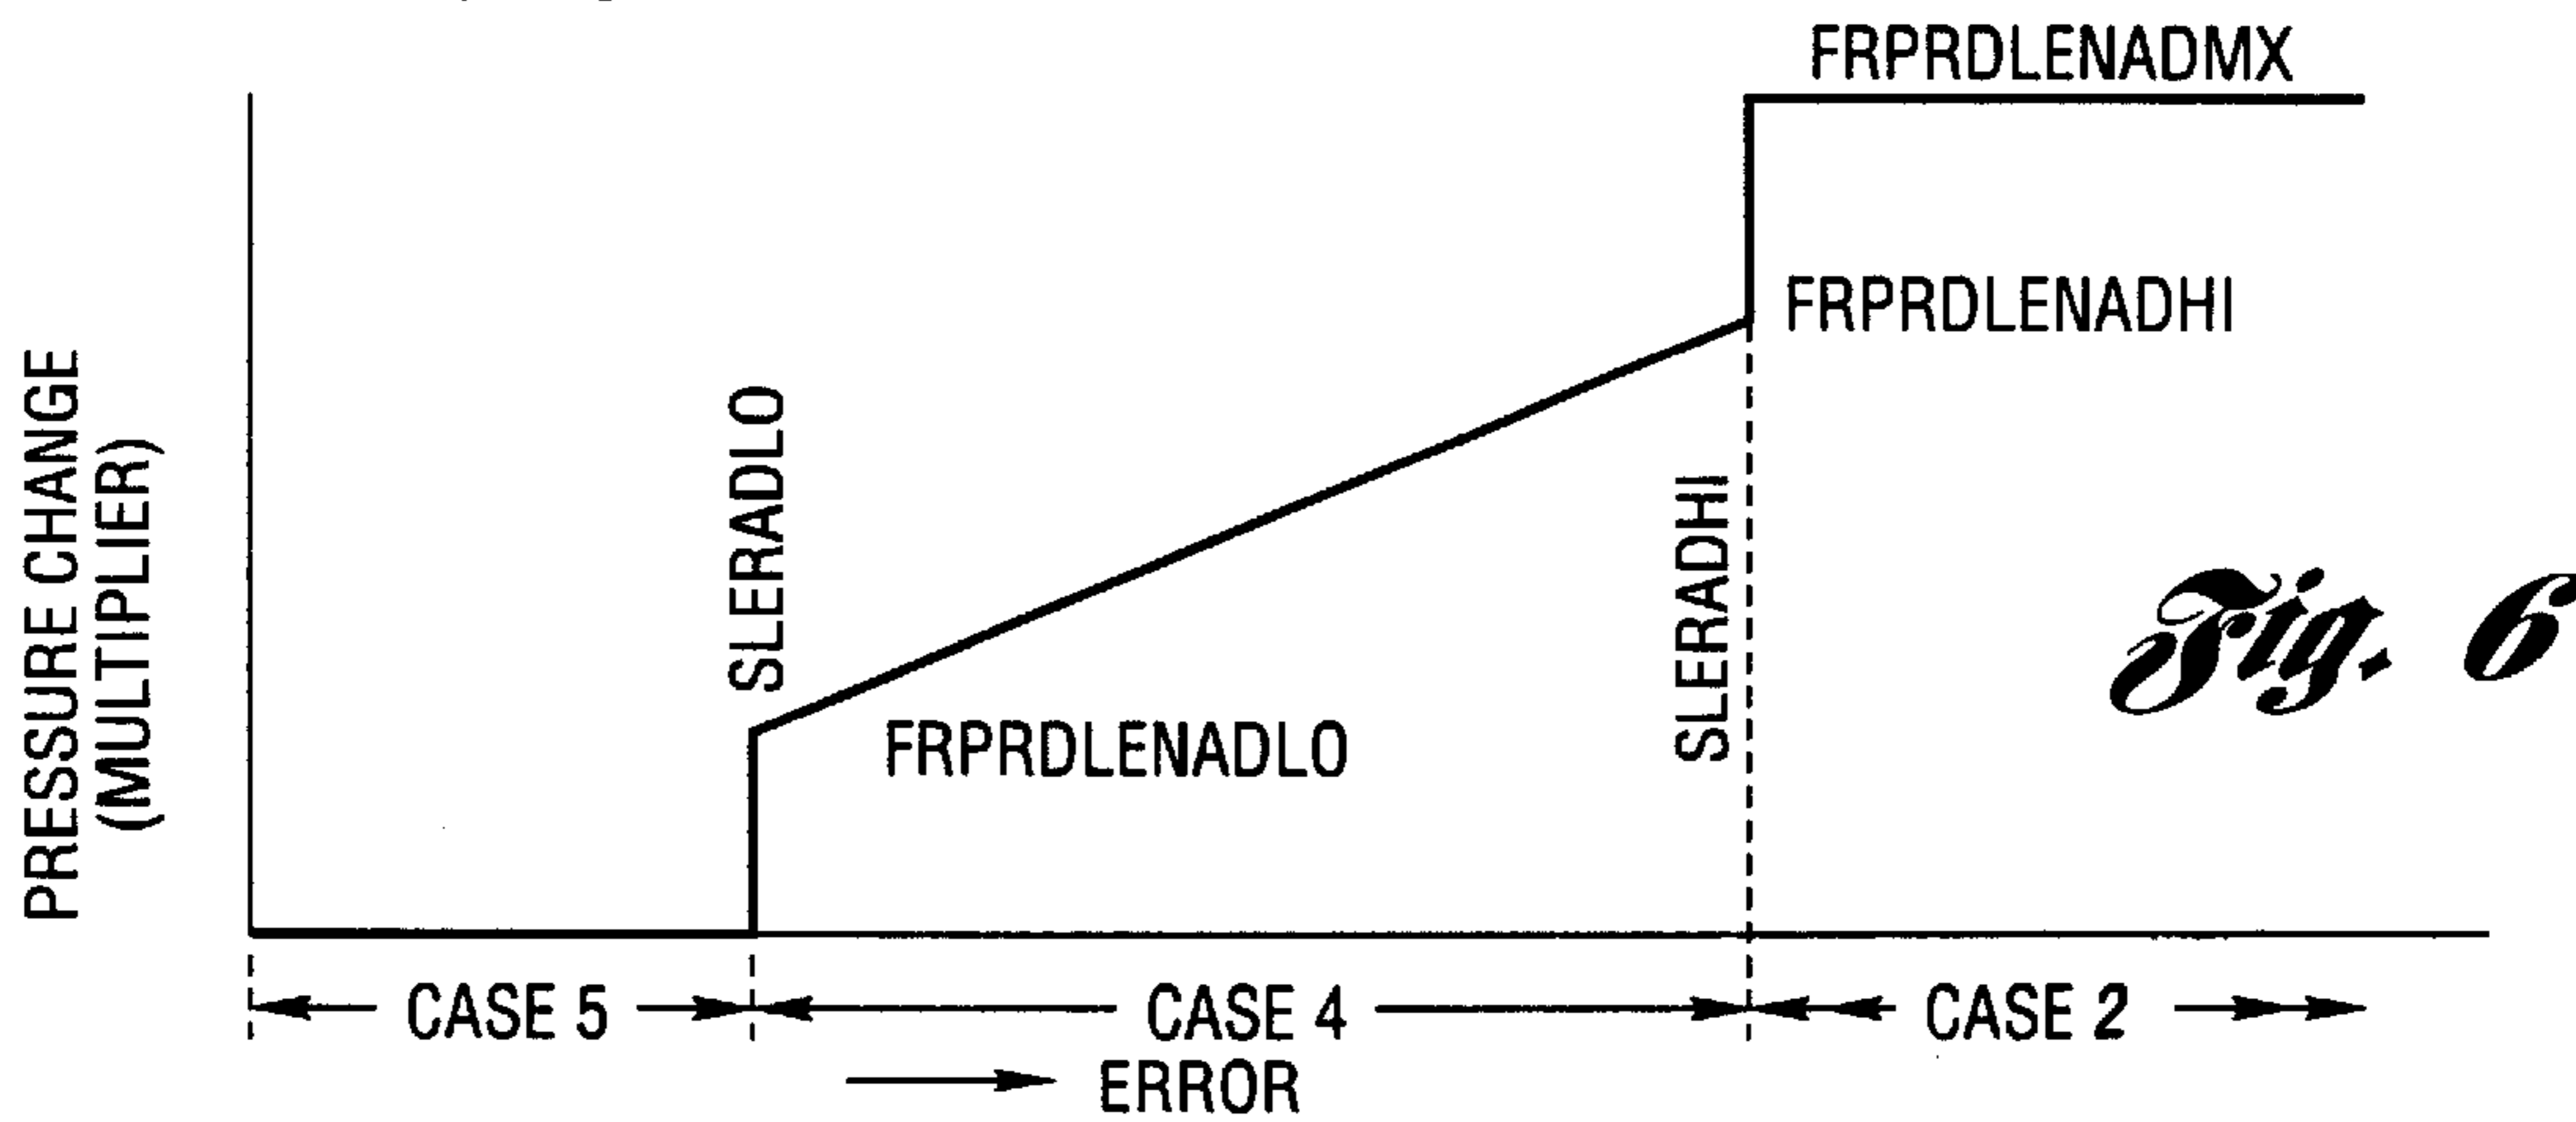 FRPRDLENADMX
FRPRDLENADHI
PRESSURE CHANGE
(MULTIPLIER)
SLERADLO
SLERADHI
FRPRDLENADLO
Fig. 6
CASE 5
CASE 4
CASE 2
ERROR